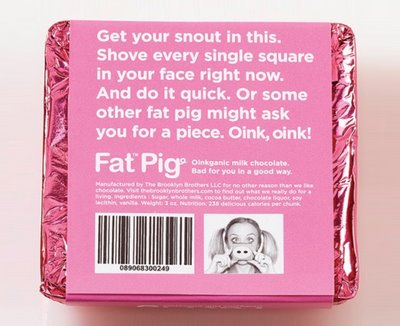 Get your snout in this.
Shove every single square
in your face right now.
And do it quick. Or some
other fat pig might ask
you for a piece. Oink, oink!
Fat™Pig
Oinkganic milk chocolate.
Bad for you in a good way.
Manufactured by The Brooklyn Brothers LLC for no other reason than we like
chocolate. Visit thebrooklynbrothers.com to find out what we really do for a
living. Ingredients: Sugar, whole milk, cocoa butter, chocolate liquor, soy
lecithin, vanilla. Weight: 3 oz. Nutrition: 238 delicious calories per chunk.
089068300249